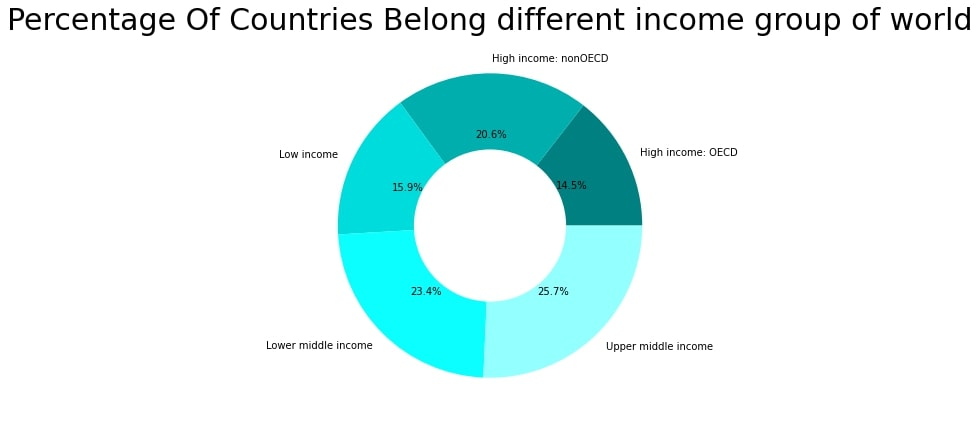 Percentage Of Countries Belong different income group of world
High income: nonOECD
20.6%
High income: OECD
14.5%
Low income
15.9%
23.4%
25.7%
Lower middle income
Upper middle income